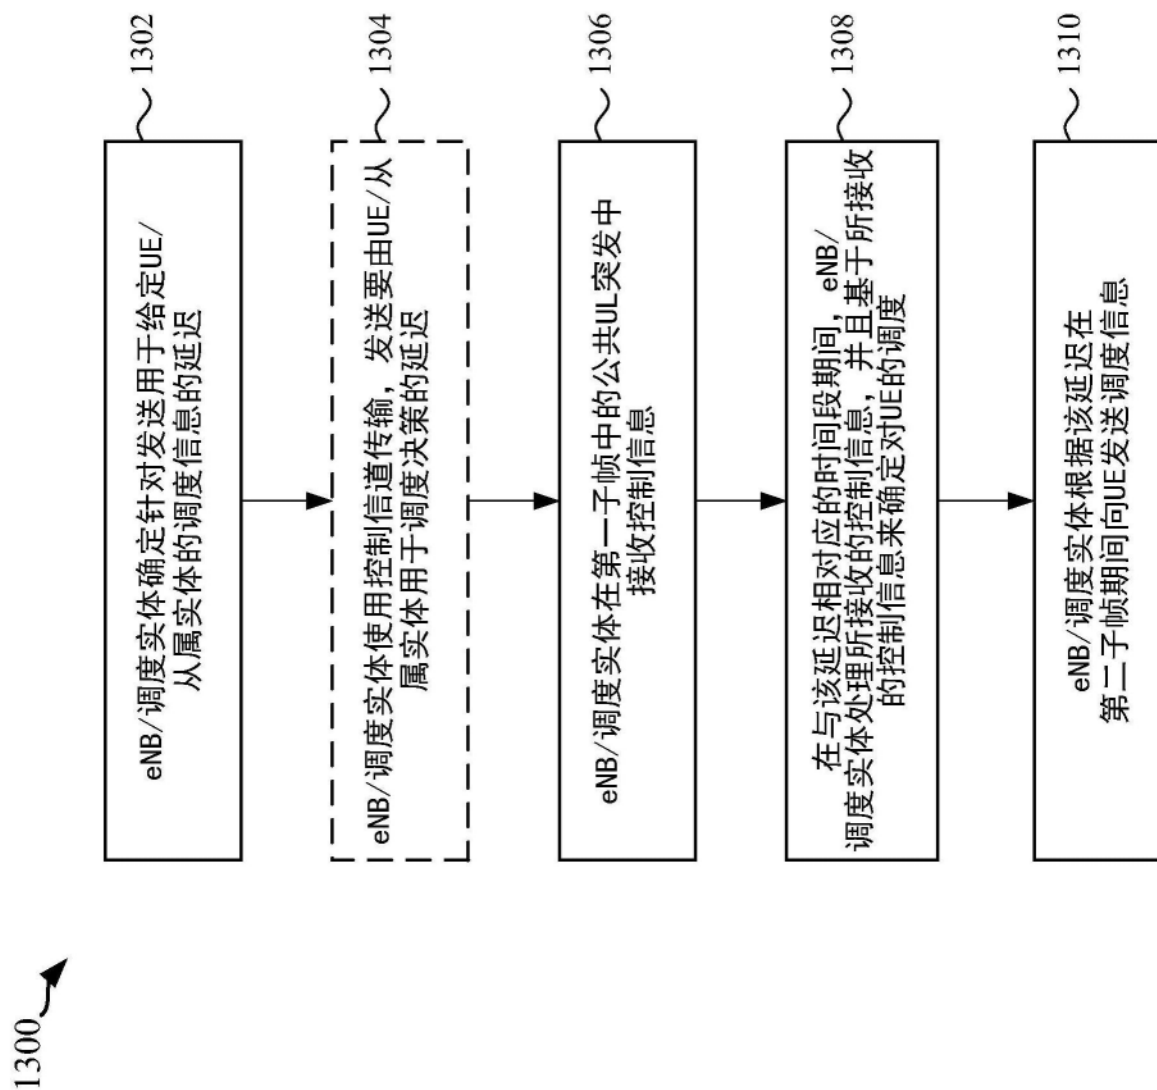 1300
eNB/调度实体确定针对发送用于给定UE/
从属实体的调度信息的延迟
1302
eNB/调度实体使用控制信道传输，发送要由UE/从
属实体用于调度决策的延迟
1304
eNB/调度实体在第一子帧中的公共UL突发中
接收控制信息
1306
在与该延迟相对应的时间段期间，eNB/
调度实体处理所接收的控制信息，并且基于所接收
的控制信息来确定对UE的调度
1308
eNB/调度实体根据该延迟在
第二子帧期间向UE发送调度信息
1310